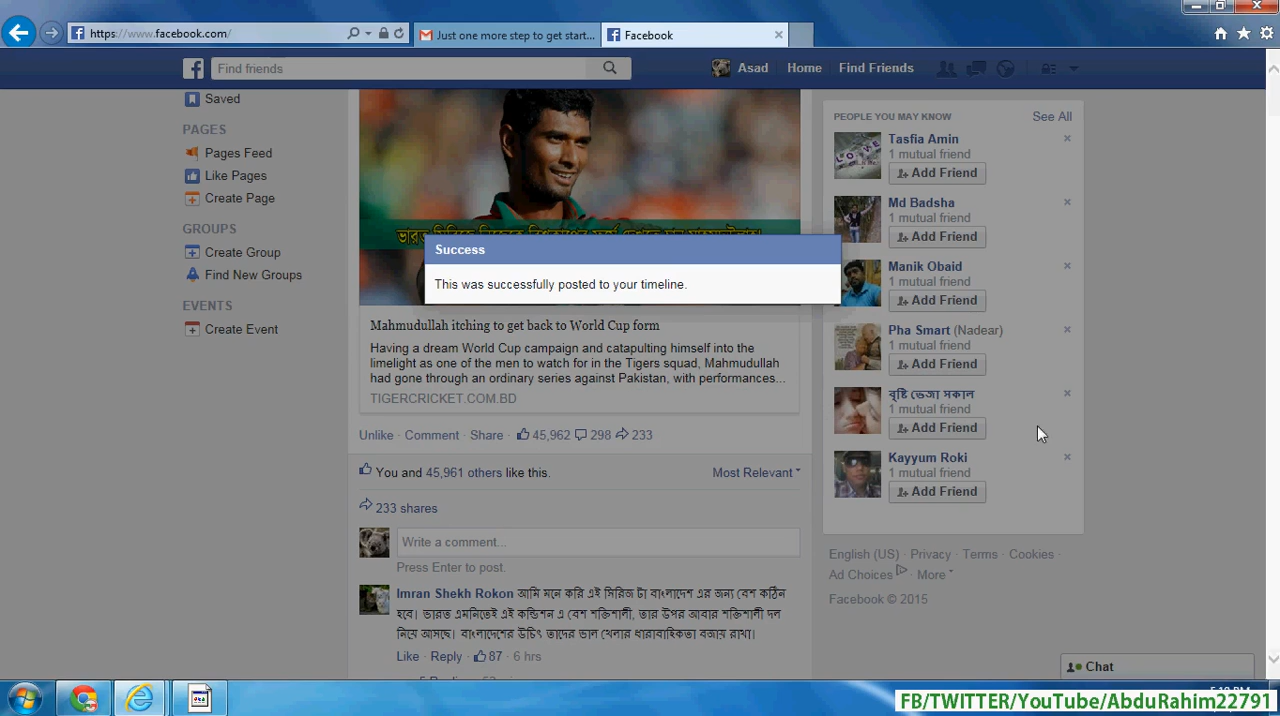 https://www.facebook.com/
Just one more step to get start...
Facebook
Find friends
Asad
Home
Find Friends
Saved
PAGES
Pages Feed
Like Pages
Create Page
GROUPS
Create Group
Find New Groups
EVENTS
Create Event
Success
This was successfully posted to your timeline.
Mahmudullah itching to get back to World Cup form
Having a dream World Cup campaign and catapulting himself into the
limelight as one of the men to watch for in the Tigers squad, Mahmudullah
had gone through an ordinary series against Pakistan, with performances...
TIGERCRICKET.COM.BD
Unlike · Comment · Share · 45,962 298 233
You and 45,961 others like this.
Most Relevant
233 shares
Write a comment...
Press Enter to post.
Imran Shekh Rokon আমি মনে করি এই সিরিজ টা বাংলাদেশ এর জন্য বেশ কঠিন
হবে। ভারত এমনিতেই এই কন্ডিশন এ বেশ শক্তিশালী, তার উপর আবার শক্তিশালী দল
নিয়ে আসছে। বাংলাদেশের উচিৎ তাদের ভাল খেলার ধারাবাহিকতা বজায় রাখা।
Like · Reply · 87 · 6 hrs
PEOPLE YOU MAY KNOW
See All
Tasfia Amin
1 mutual friend
Add Friend
Md Badsha
1 mutual friend
Add Friend
Manik Obaid
1 mutual friend
Add Friend
Pha Smart (Nadear)
1 mutual friend
Add Friend
বৃষ্টি ভেজা সকাল
1 mutual friend
Add Friend
Kayyum Roki
1 mutual friend
Add Friend
English (US) · Privacy · Terms · Cookies ·
Ad Choices · More
Facebook © 2015
Chat
FB/TWITTER/YouTube/AbduRahim22791